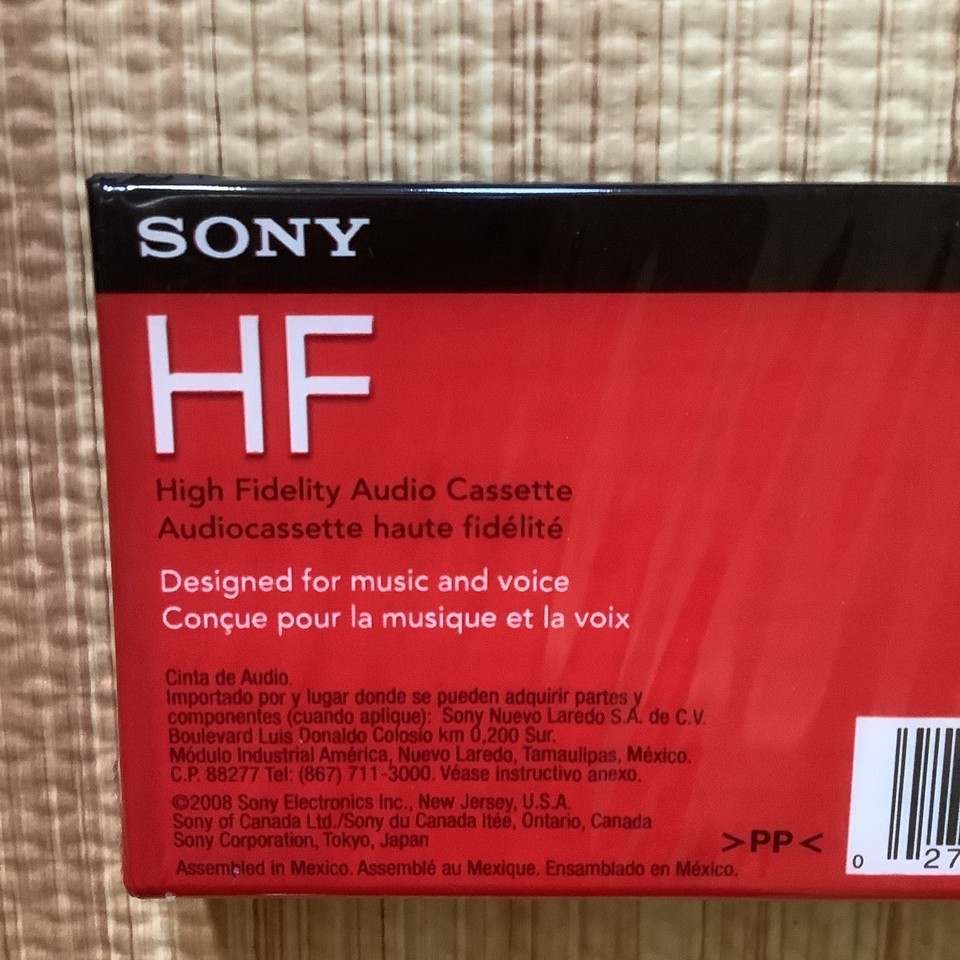 SONY
HF
High Fidelity Audio Cassette
Audiocassette haute fidélité
Designed for music and voice
Conçue pour la musique et la voix
Cinta de Audio.
Importado por y lugar donde se pueden adquirir partes y
componentes (cuando aplique): Sony Nuevo Laredo S.A. de C.V.
Boulevard Luis Donaldo Colosio km 0,200 Sur.
Módulo Industrial América, Nuevo Laredo, Tamaulipas, México.
C.P. 88277 Tel: (867) 711-3000. Véase instructivo anexo.
©2008 Sony Electronics Inc., New Jersey, U.S.A.
Sony of Canada Ltd./Sony du Canada ltée, Ontario, Canada
Sony Corporation, Tokyo, Japan
Assembled in Mexico. Assemblé au Mexique. Ensamblado en México.
>PP<
0 27